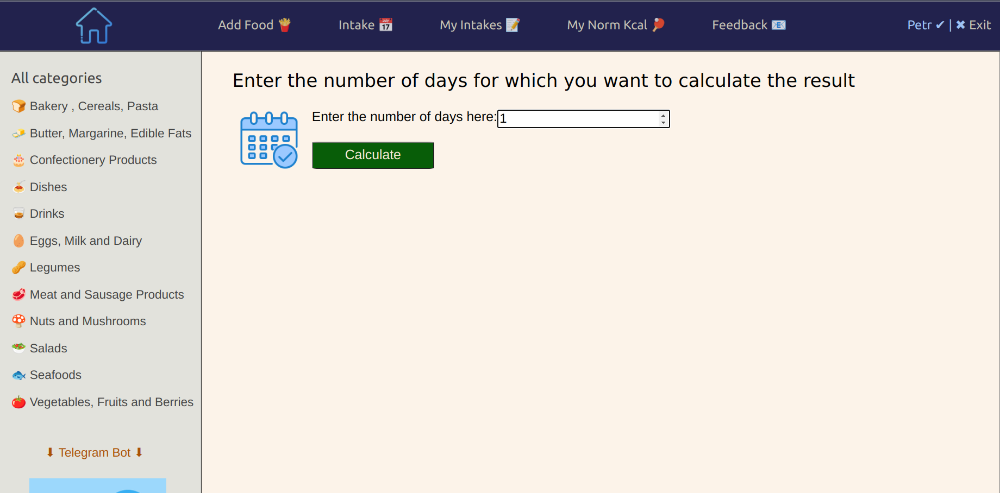 Add Food 🍟 Intake 📅 My Intakes 📝 My Norm Kcal 🏓 Feedback 📧 Petr ✔ | ✖ Exit
All categories
Bakery , Cereals, Pasta
Butter, Margarine, Edible Fats
Confectionery Products
Dishes
Drinks
Eggs, Milk and Dairy
Legumes
Meat and Sausage Products
Nuts and Mushrooms
Salads
Seafoods
Vegetables, Fruits and Berries
⬇ Telegram Bot ⬇
Enter the number of days for which you want to calculate the result
Enter the number of days here: 1
Calculate